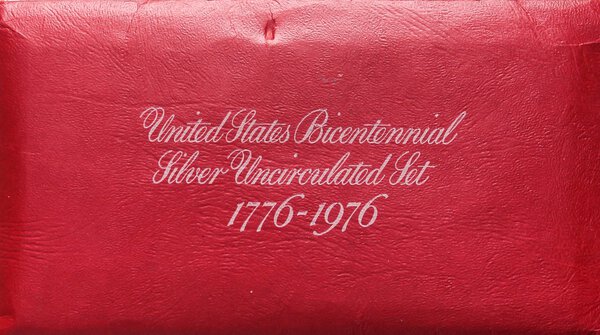 United States Bicentennial
Silver Uncirculated Set
1776-1976